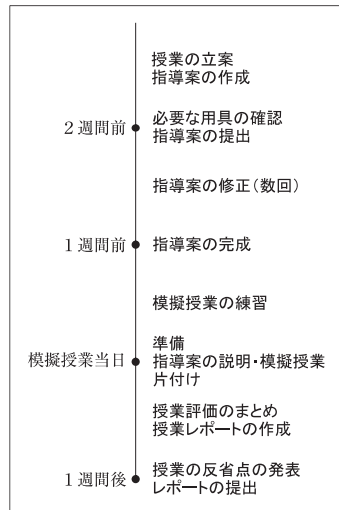 授業の立案
指導案の作成
2週間前
必要な用具の確認
指導案の提出
指導案の修正(数回)
1週間前
指導案の完成
模擬授業の練習
模擬授業当日
準備
指導案の説明・模擬授業
片付け
授業評価のまとめ
授業レポートの作成
1週間後
授業の反省点の発表
レポートの提出